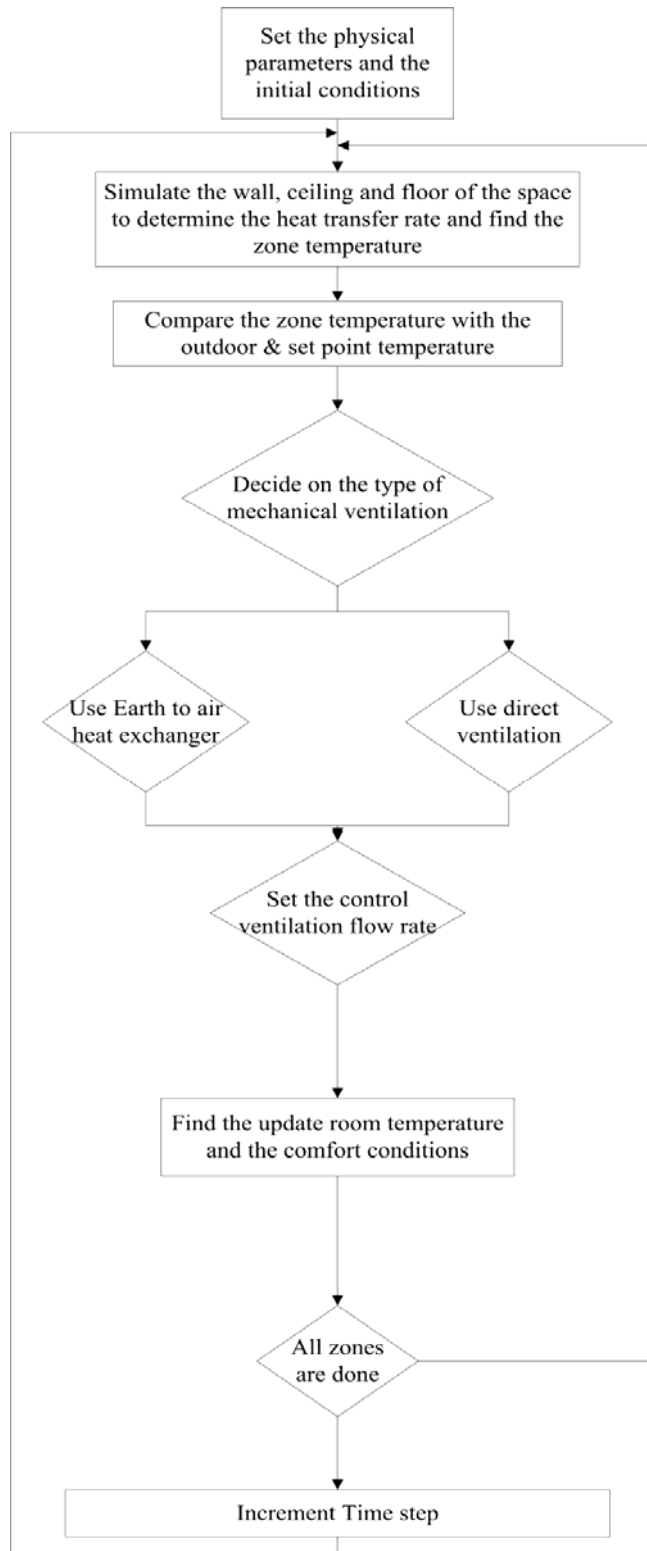 Set the physical
parameters and the
initial conditions
Simulate the wall, ceiling and floor of the space
to determine the heat transfer rate and find the
zone temperature
Compare the zone temperature with the
outdoor & set point temperature
Decide on the type of
mechanical ventilation
Use Earth to air
heat exchanger
Use direct
ventilation
Set the control
ventilation flow rate
Find the update room temperature
and the comfort conditions
All zones
are done
Increment Time step